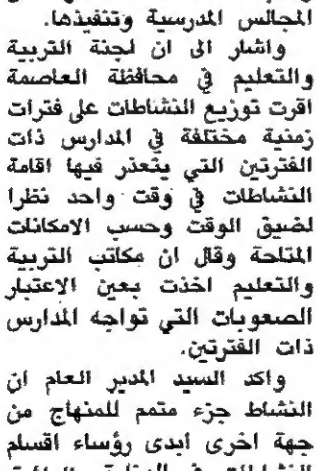 المجالس المدرسية وتنفيذها.
واشار الى ان لجنة التربية
والتعليم في محافظة العاصمة
اقرت توزيع النشاطات على فترات
زمنية مختلفة في المدارس ذات
الفترتين التي يتعذر فيها اقامة
النشاطات في وقت واحد نظرا
لضيق الوقت وحسب الامكانات
المتاحة وقال ان مكاتب التربية
والتعليم اخذت بعين الاعتبار
الصعوبات التي تواجه المدارس
ذات الفترتين.
واكد السيد المدير العام ان
النشاط جزء متمم للمنهاج من
جهة اخرى ابدى رؤساء اقسام